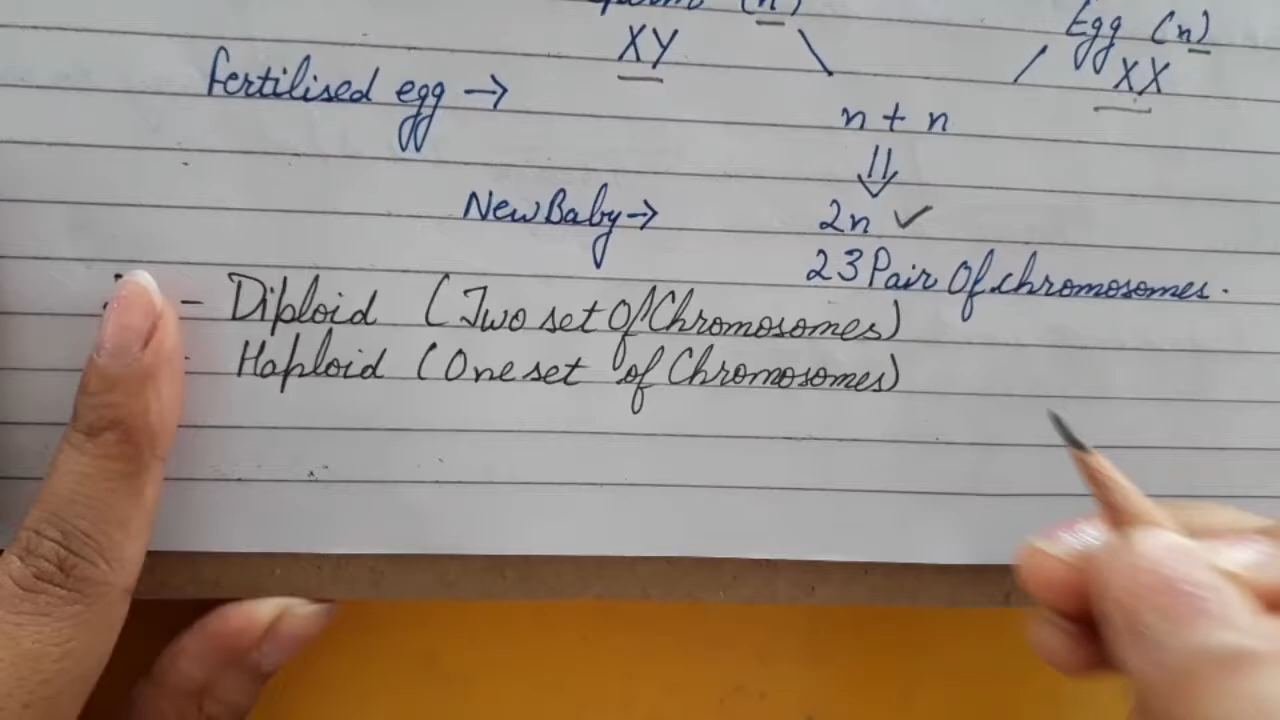 (n) Egg (n)
XY XX
Fertilised egg → n + n
⇓
New Baby → 2n ✓
23 Pair Of chromosomes.
- Diploid (Two set Of Chromosomes)
- Haploid (One set of Chromosomes)